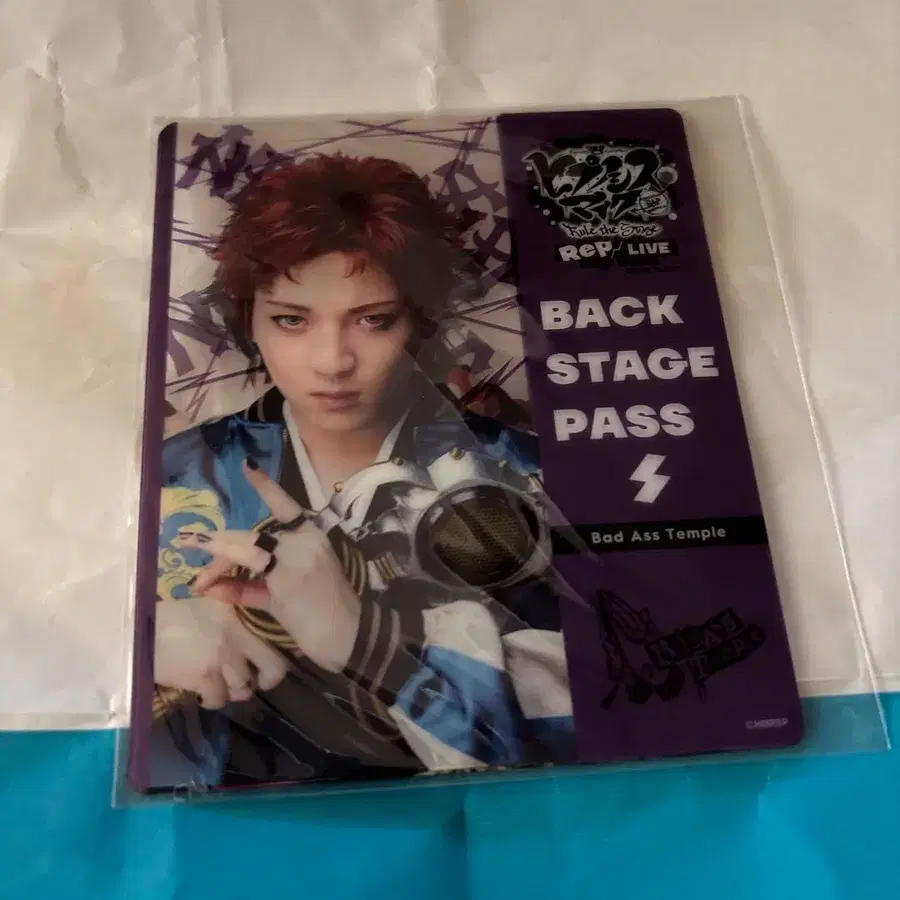 ヒプノシス
マイク
Rule the Stage
Rep LIVE
BACK
STAGE
PASS
Bad Ass Temple